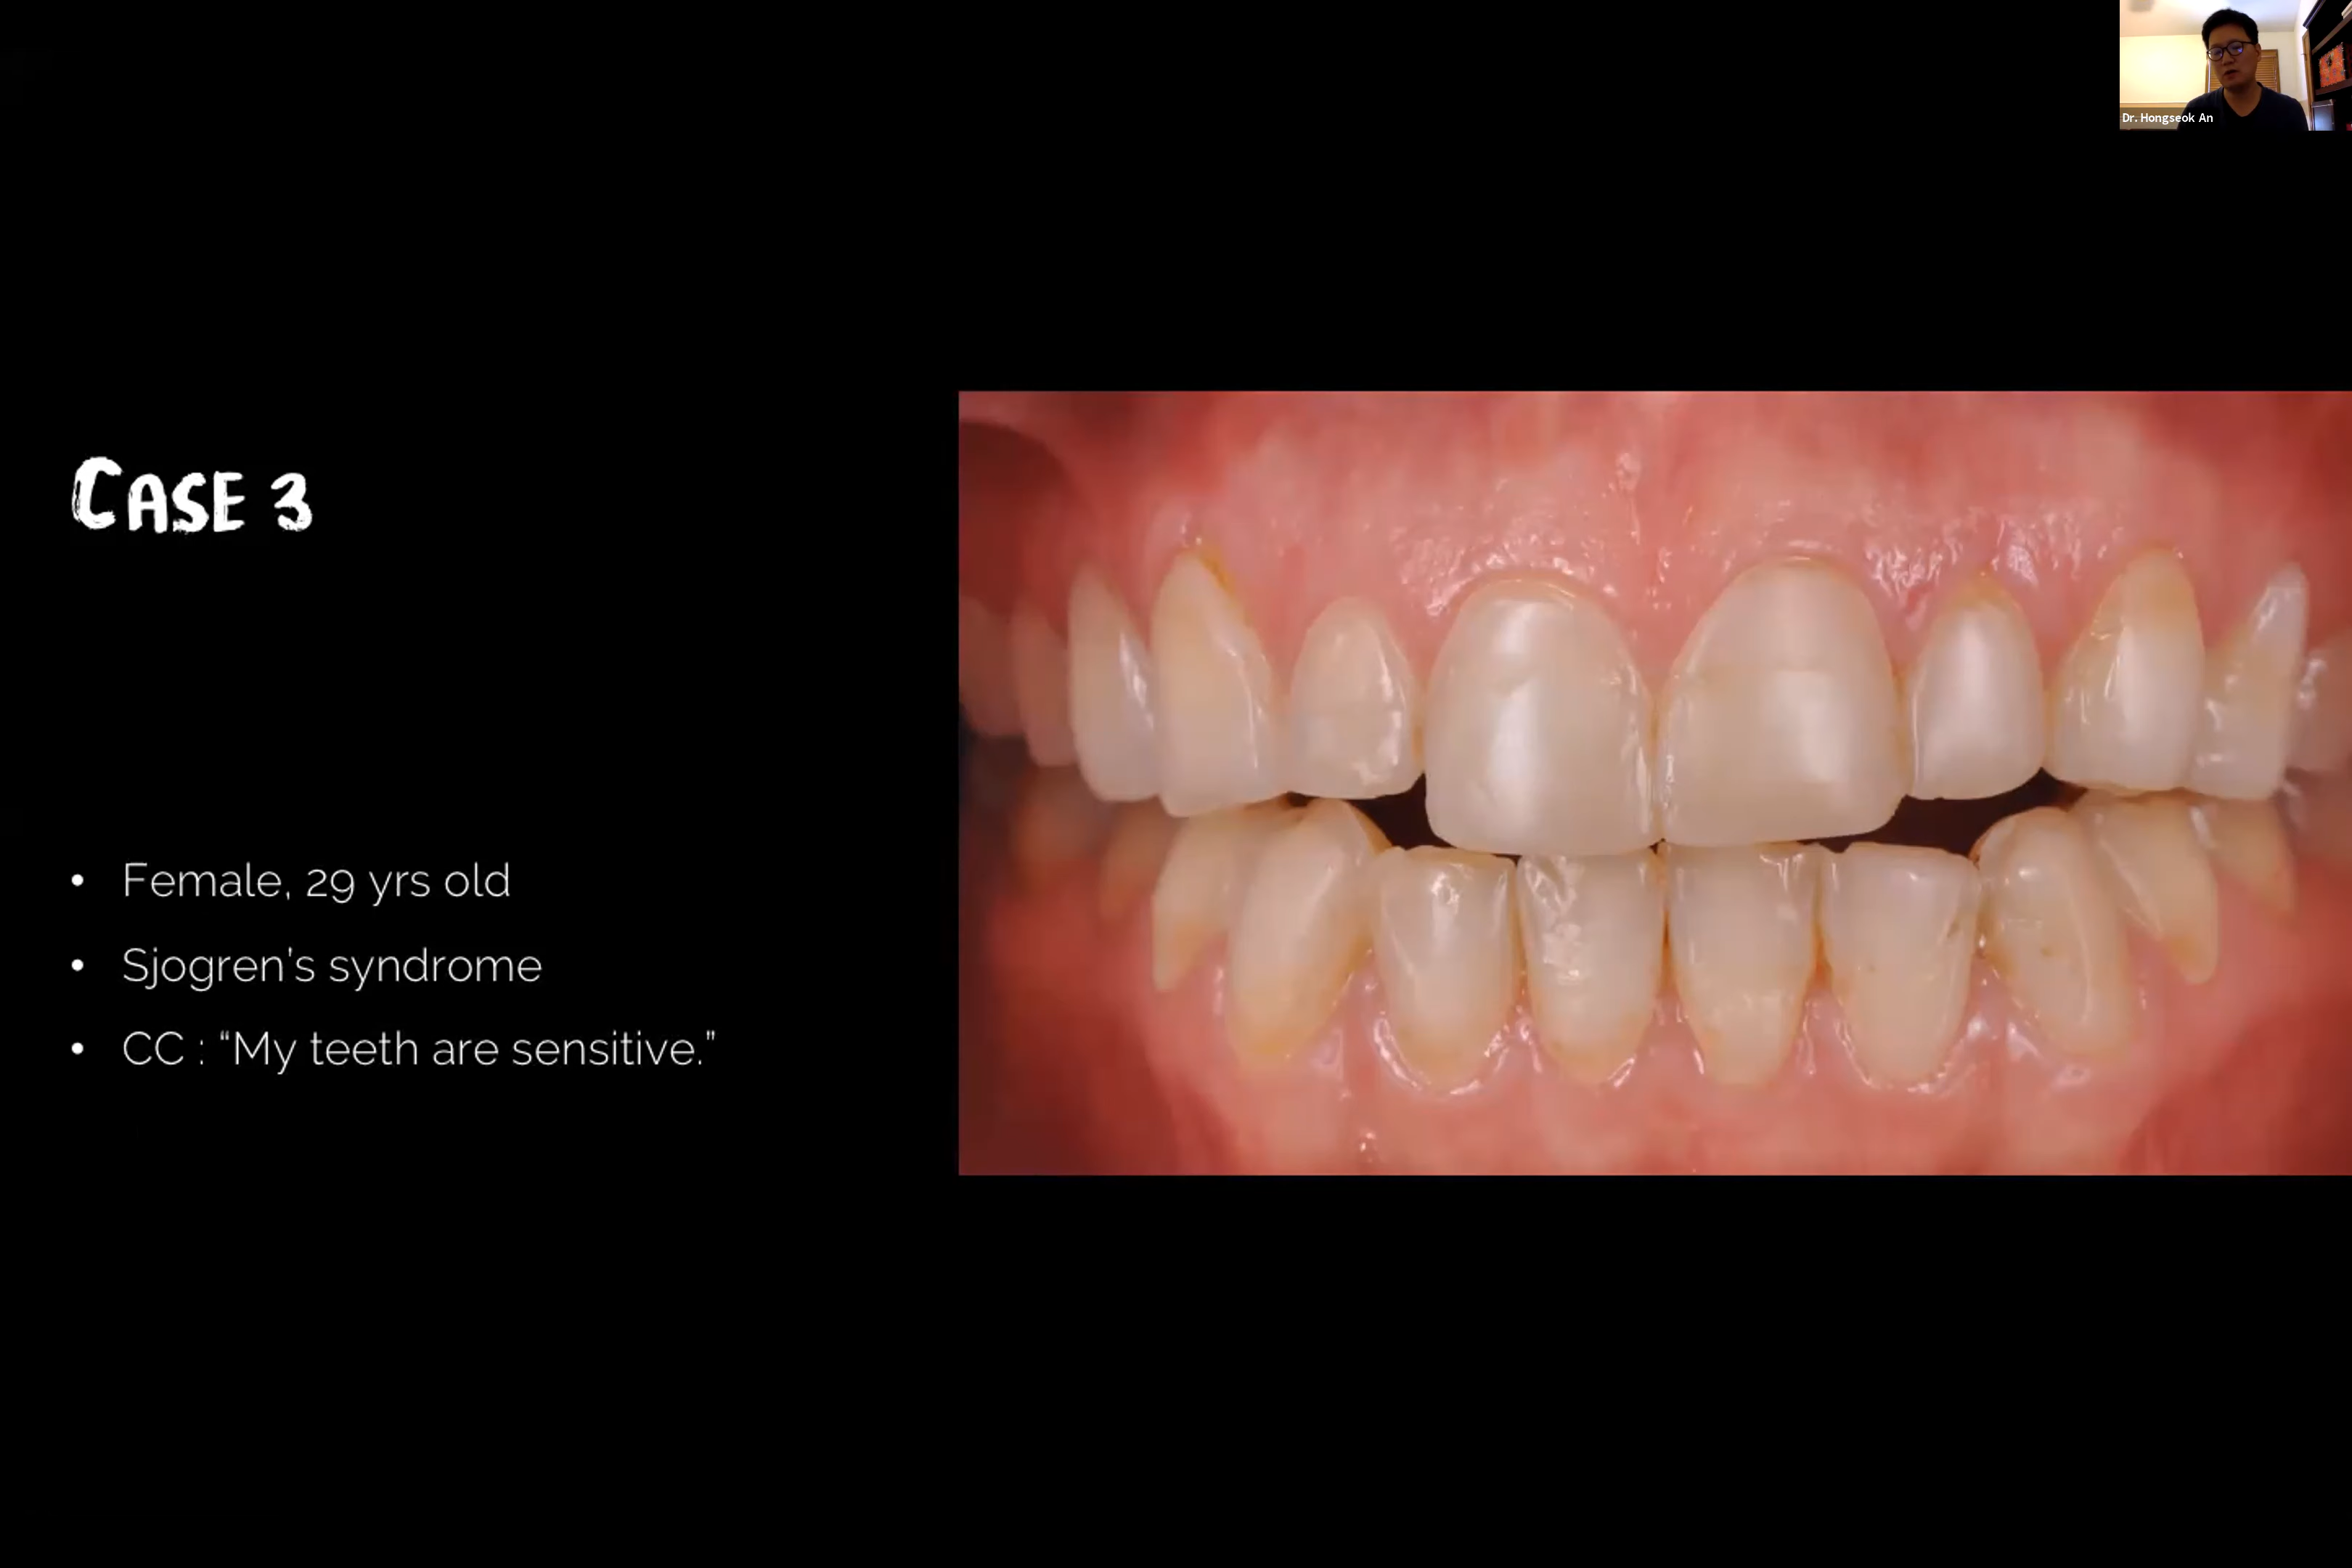 Dr. Hongseok An
CASE 3
• Female, 29 yrs old
• Sjogren's syndrome
• CC : “My teeth are sensitive.”